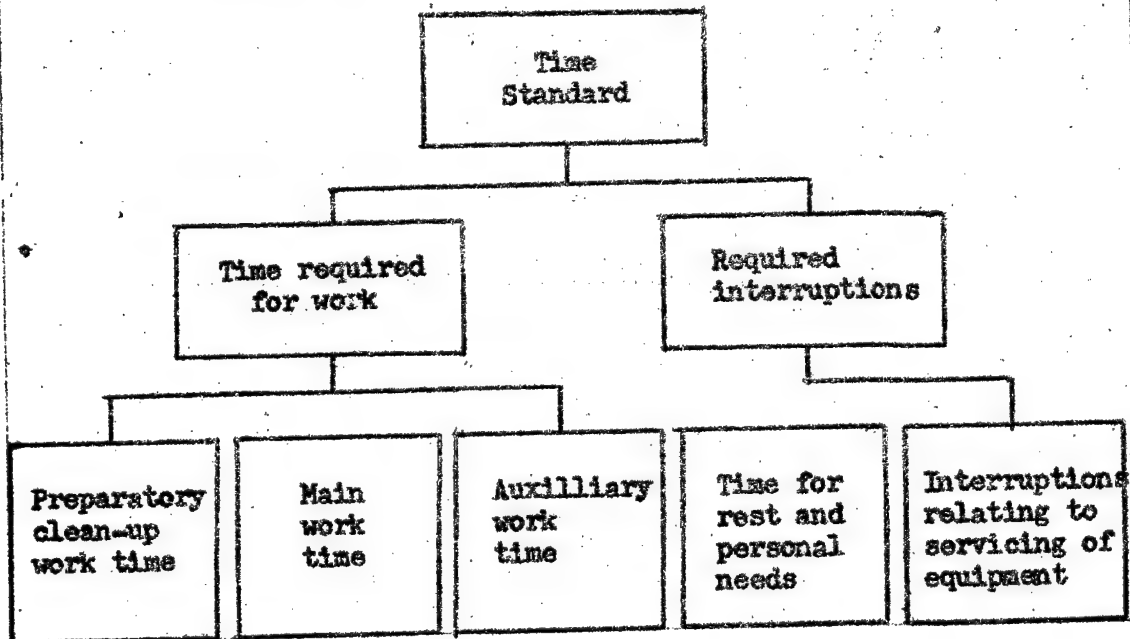 Time
Standard
Time required
for work
Required
interruptions
Preparatory
clean-up
work time
Main
work
time
Auxilliary
work
time
Time for
rest and
personal
needs
Interruptions
relating to
servicing of
equipment